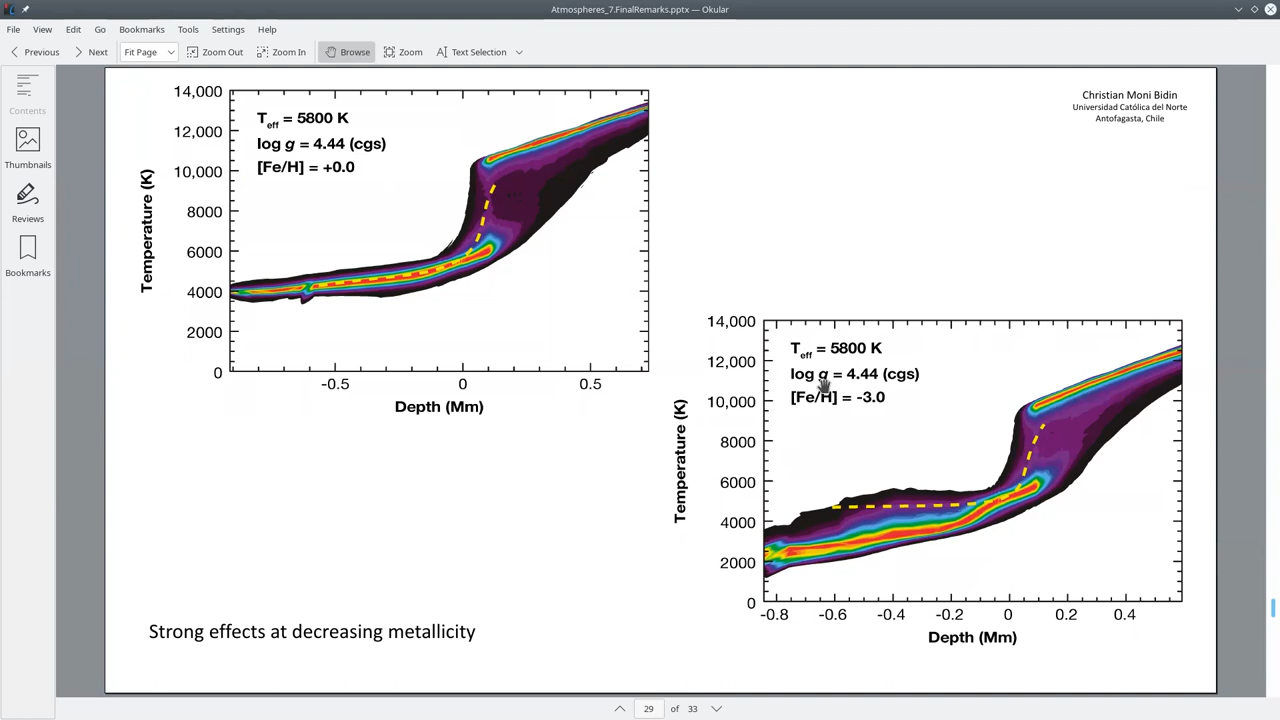 Atmospheres_7.FinalRemarks.pptx — Okular
File View Edit Go Bookmarks Tools Settings Help
Previous Next Fit Page Zoom Out Zoom In Browse Zoom Text Selection
Contents
Thumbnails
Reviews
Bookmarks
Christian Moni Bidin
Universidad Católica del Norte
Antofagasta, Chile
Temperature (K)
14,000
12,000
10,000
8000
6000
4000
2000
0
Teff = 5800 K
log g = 4.44 (cgs)
[Fe/H] = +0.0
-0.5 0 0.5
Depth (Mm)
Temperature (K)
14,000
12,000
10,000
8000
6000
4000
2000
0
Teff = 5800 K
log g = 4.44 (cgs)
[Fe/H] = -3.0
-0.8 -0.6 -0.4 -0.2 0 0.2 0.4
Depth (Mm)
Strong effects at decreasing metallicity
29 of 33